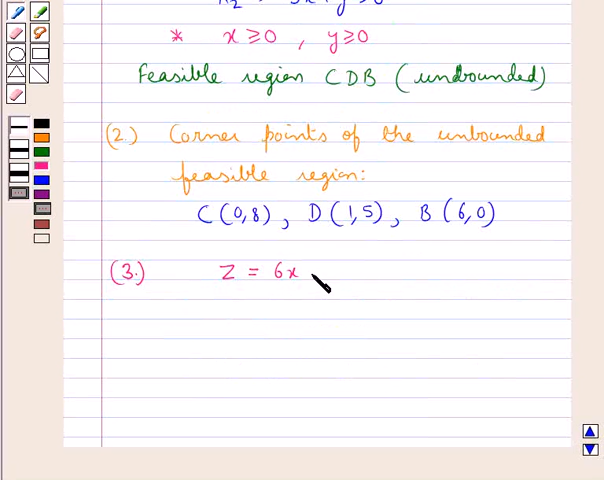 * x ≥ 0 , y ≥ 0
Feasible region CDB (unbounded)
(2.) Corner points of the unbounded
feasible region:
C(0,8) , D(1,5) , B(6,0)
(3.) Z = 6x